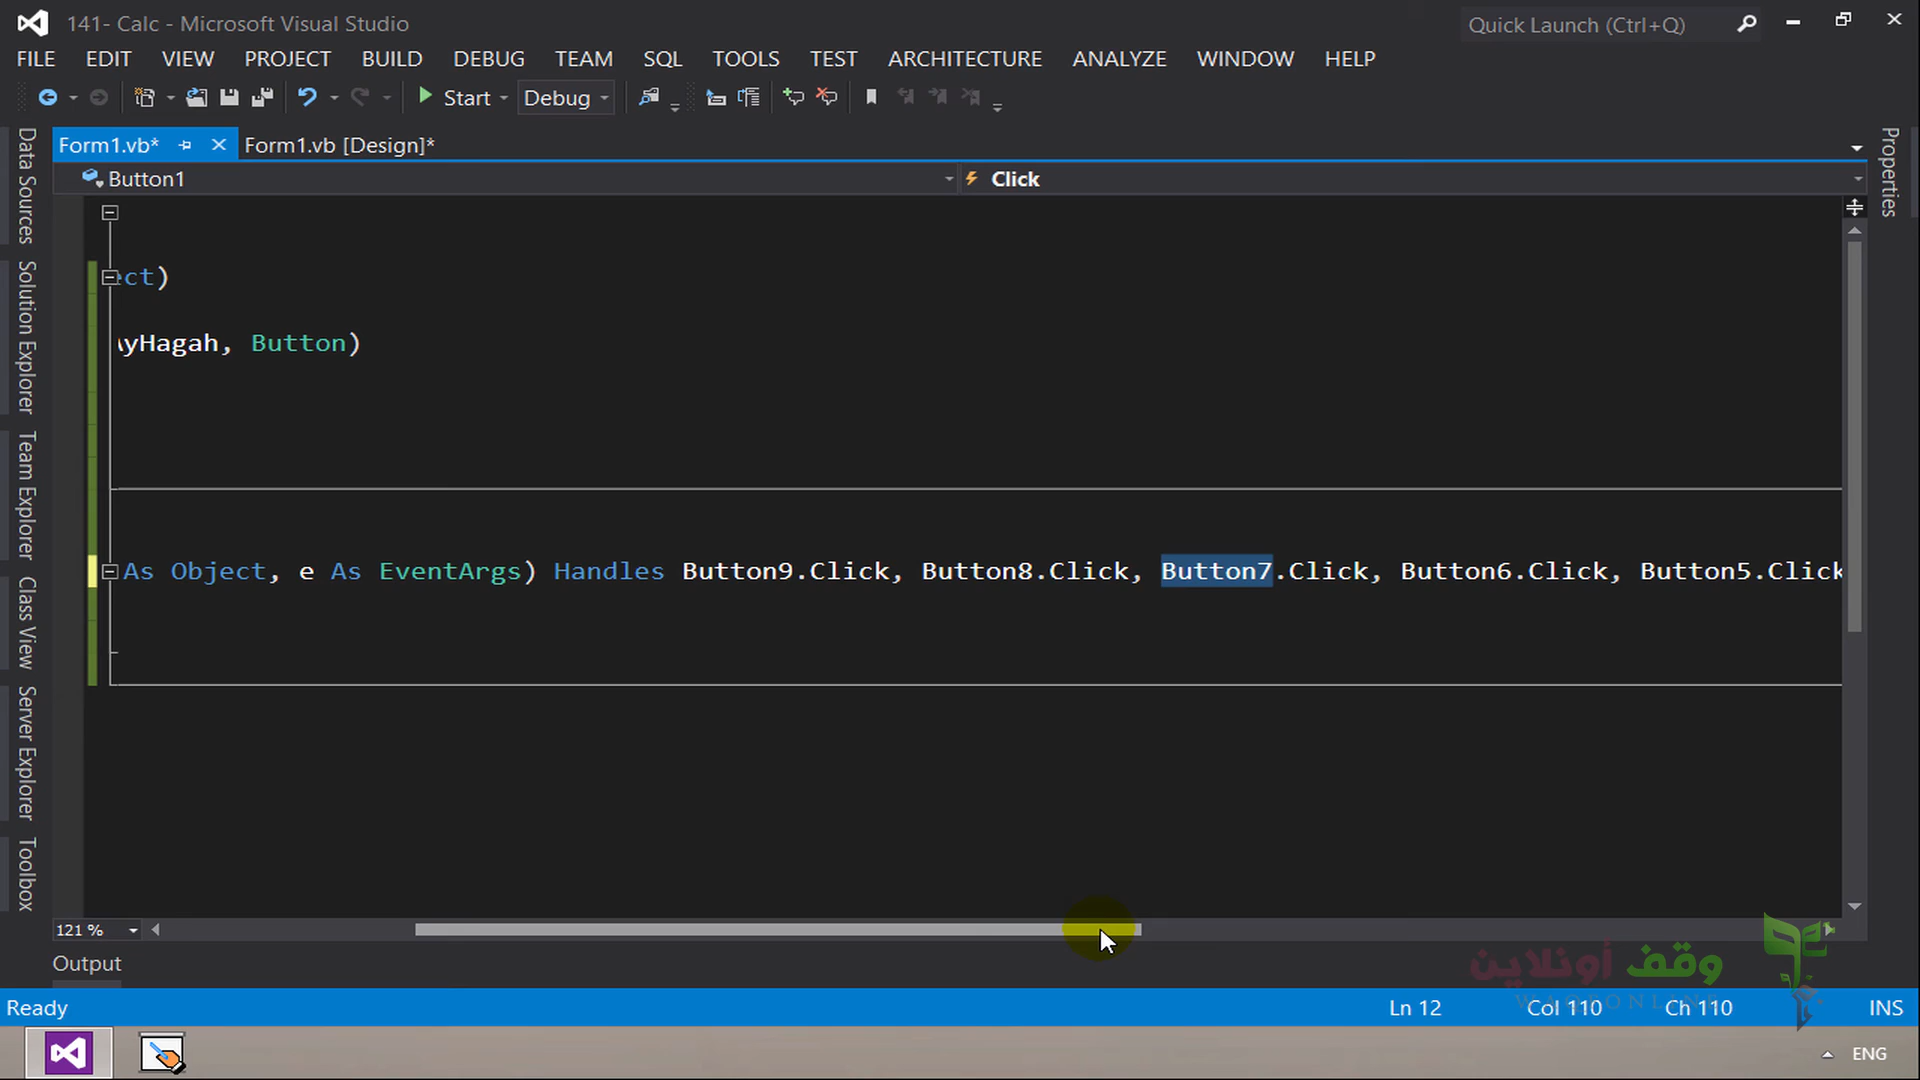 141- Calc - Microsoft Visual Studio
Quick Launch (Ctrl+Q)
FILE EDIT VIEW PROJECT BUILD DEBUG TEAM SQL TOOLS TEST ARCHITECTURE ANALYZE WINDOW HELP
Start Debug
Form1.vb* Form1.vb [Design]*
Button1 Click
ect)
AyHagah, Button)
As Object, e As EventArgs) Handles Button9.Click, Button8.Click, Button7.Click, Button6.Click, Button5.Click
Data Sources
Solution Explorer
Team Explorer
Class View
Server Explorer
Toolbox
Properties
121 %
Output
وقف أونلاين
WAQFONLINE
Ready Ln 12 Col 110 Ch 110 INS
ENG